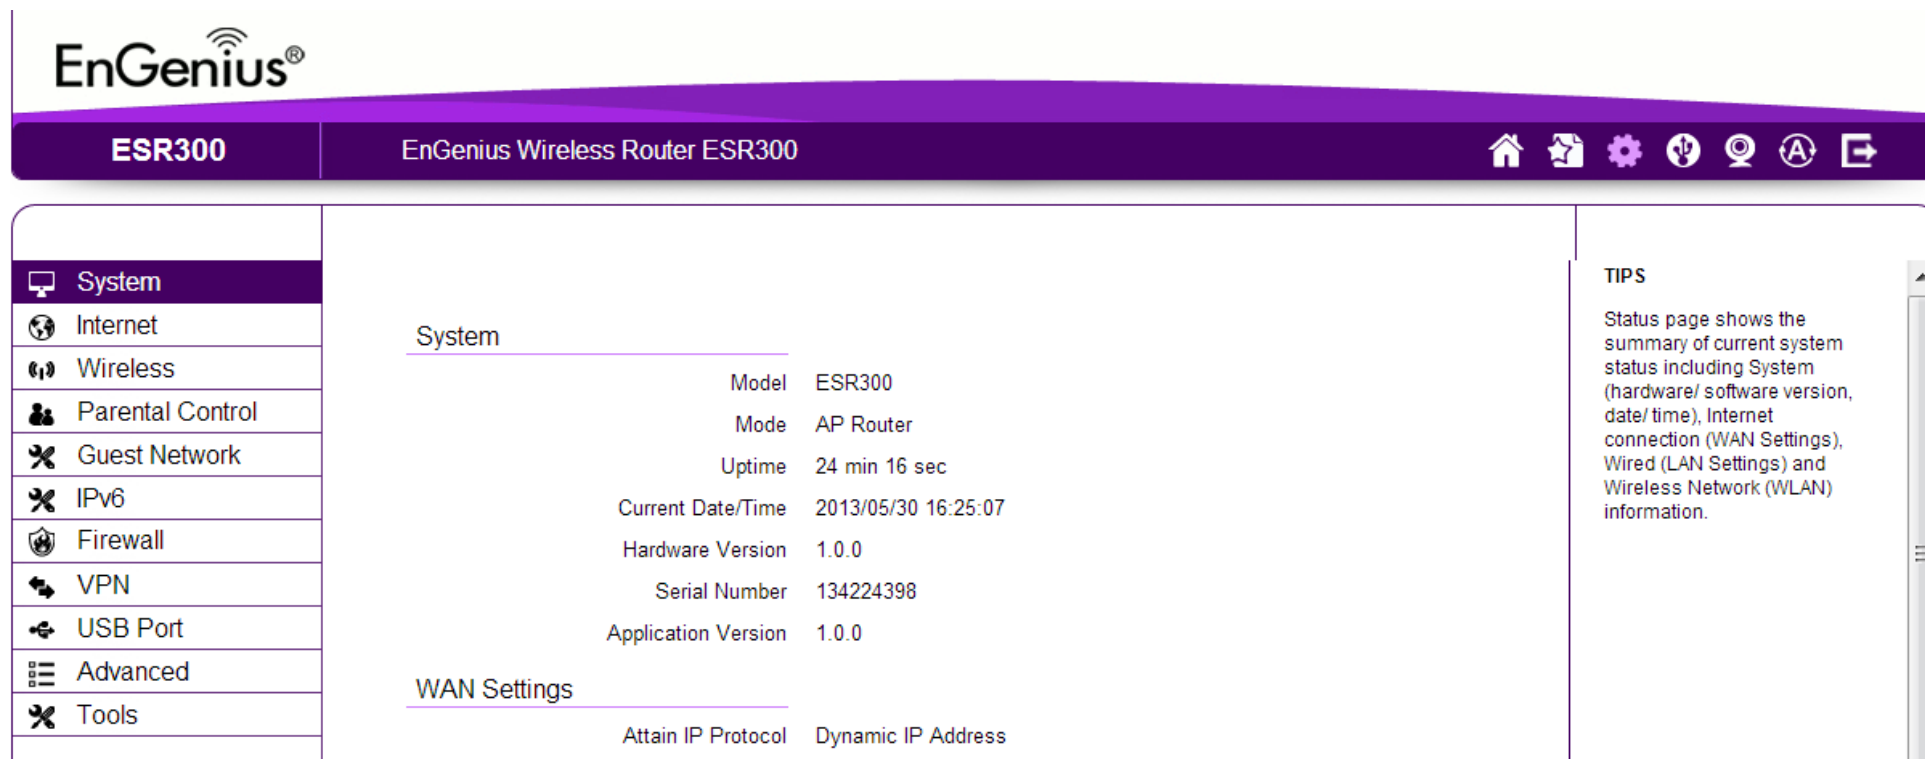 EnGenius®
ESR300
EnGenius Wireless Router ESR300
System
Internet
Wireless
Parental Control
Guest Network
IPv6
Firewall
VPN
USB Port
Advanced
Tools
System
Model ESR300
Mode AP Router
Uptime 24 min 16 sec
Current Date/Time 2013/05/30 16:25:07
Hardware Version 1.0.0
Serial Number 134224398
Application Version 1.0.0
WAN Settings
Attain IP Protocol Dynamic IP Address
TIPS
Status page shows the
summary of current system
status including System
(hardware/ software version,
date/ time), Internet
connection (WAN Settings),
Wired (LAN Settings) and
Wireless Network (WLAN)
information.